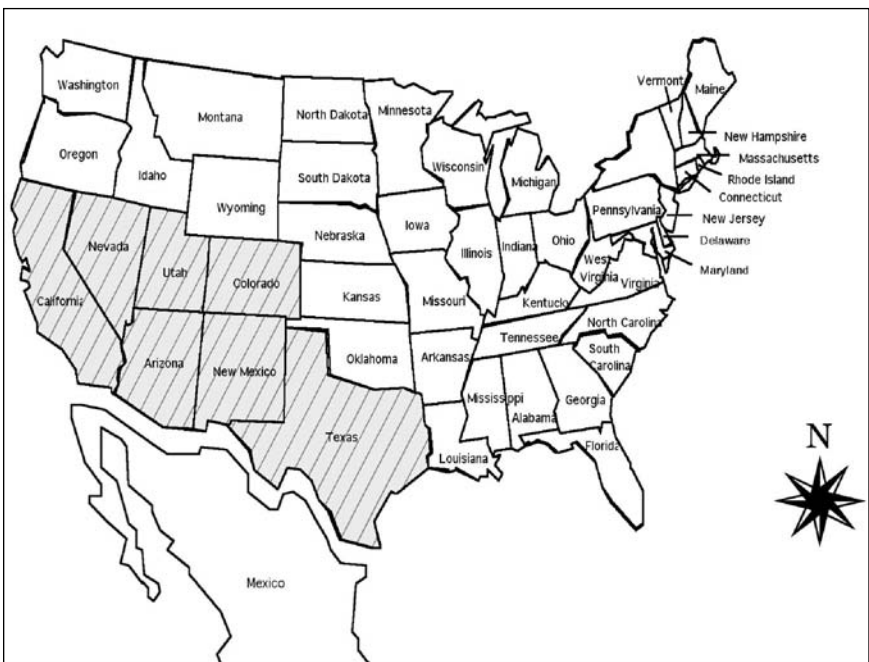 Washington
Montana
North Dakota
Minnesota
Vermont
Maine
Oregon
Idaho
Wyoming
South Dakota
Wisconsin
Michigan
New Hampshire
Massachusetts
Rhode Island
Connecticut
New Jersey
Delaware
Maryland
Pennsylvania
Nevada
Utah
Colorado
California
Nebraska
Iowa
Illinois
Indiana
Ohio
West
Virginia
Virginia
Kansas
Missouri
Kentucky
North Carolina
Tennessee
South
Carolina
Arizona
New Mexico
Oklahoma
Arkansas
Mississippi
Alabama
Georgia
Texas
Louisiana
Florida
N
Mexico